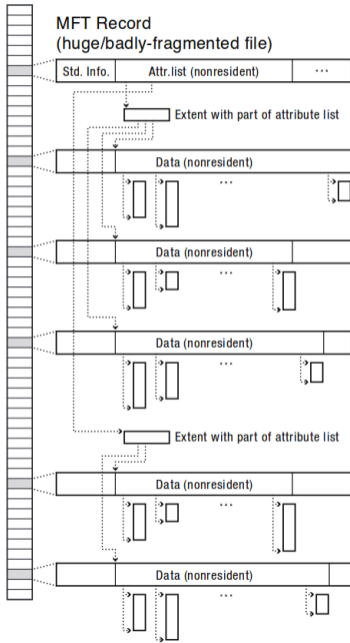 MFT Record
(huge/badly-fragmented file)
Std. Info. Attr.list (nonresident) ...
Extent with part of attribute list
Data (nonresident)
...
Data (nonresident)
...
Data (nonresident)
...
Extent with part of attribute list
Data (nonresident)
...
Data (nonresident)
...